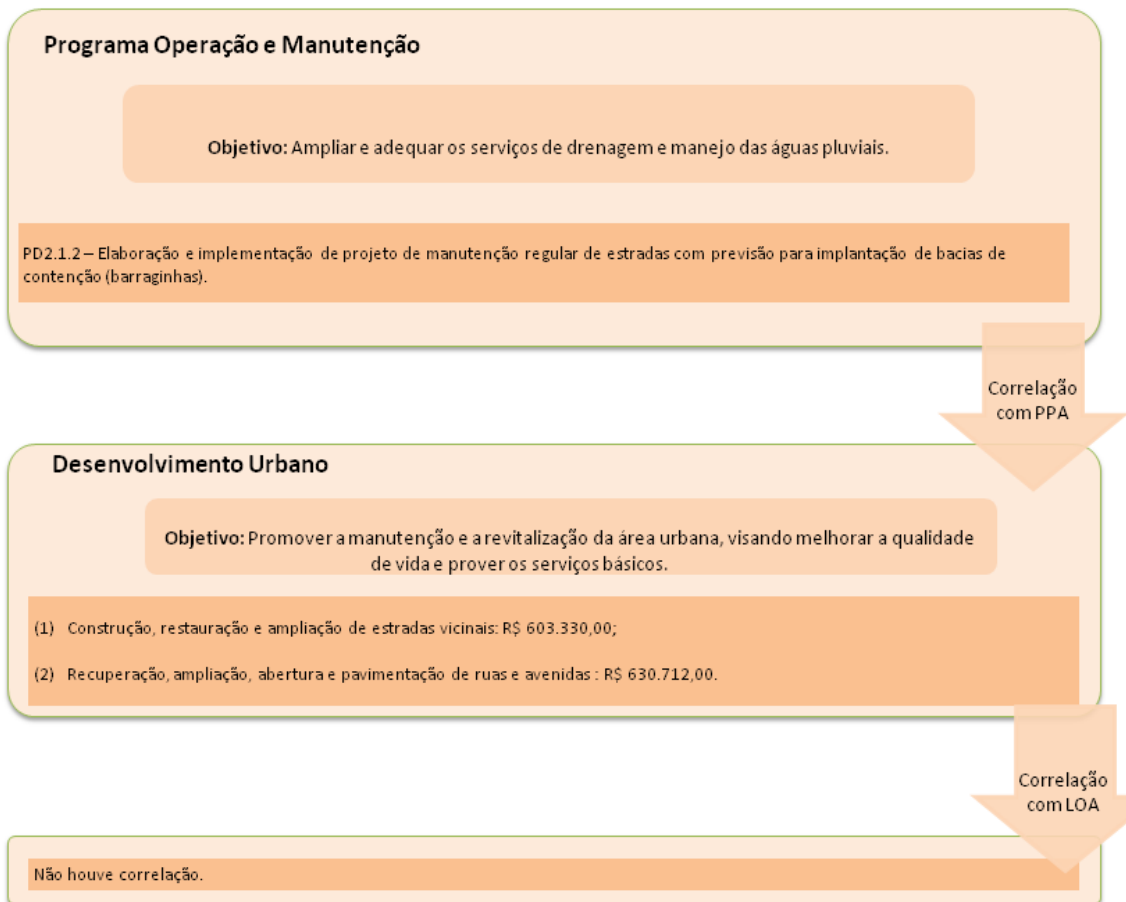 Programa Operação e Manutenção
Objetivo: Ampliar e adequar os serviços de drenagem e manejo das águas pluviais.
PD2.1.2 – Elaboração e implementação de projeto de manutenção regular de estradas com previsão para implantação de bacias de
contenção (barraginhas).
Correlação
com PPA
Desenvolvimento Urbano
Objetivo: Promover a manutenção e a revitalização da área urbana, visando melhorar a qualidade
de vida e prover os serviços básicos.
(1) Construção, restauração e ampliação de estradas vicinais: R$ 603.330,00;
(2) Recuperação, ampliação, abertura e pavimentação de ruas e avenidas : R$ 630.712,00.
Correlação
com LOA
Não houve correlação.